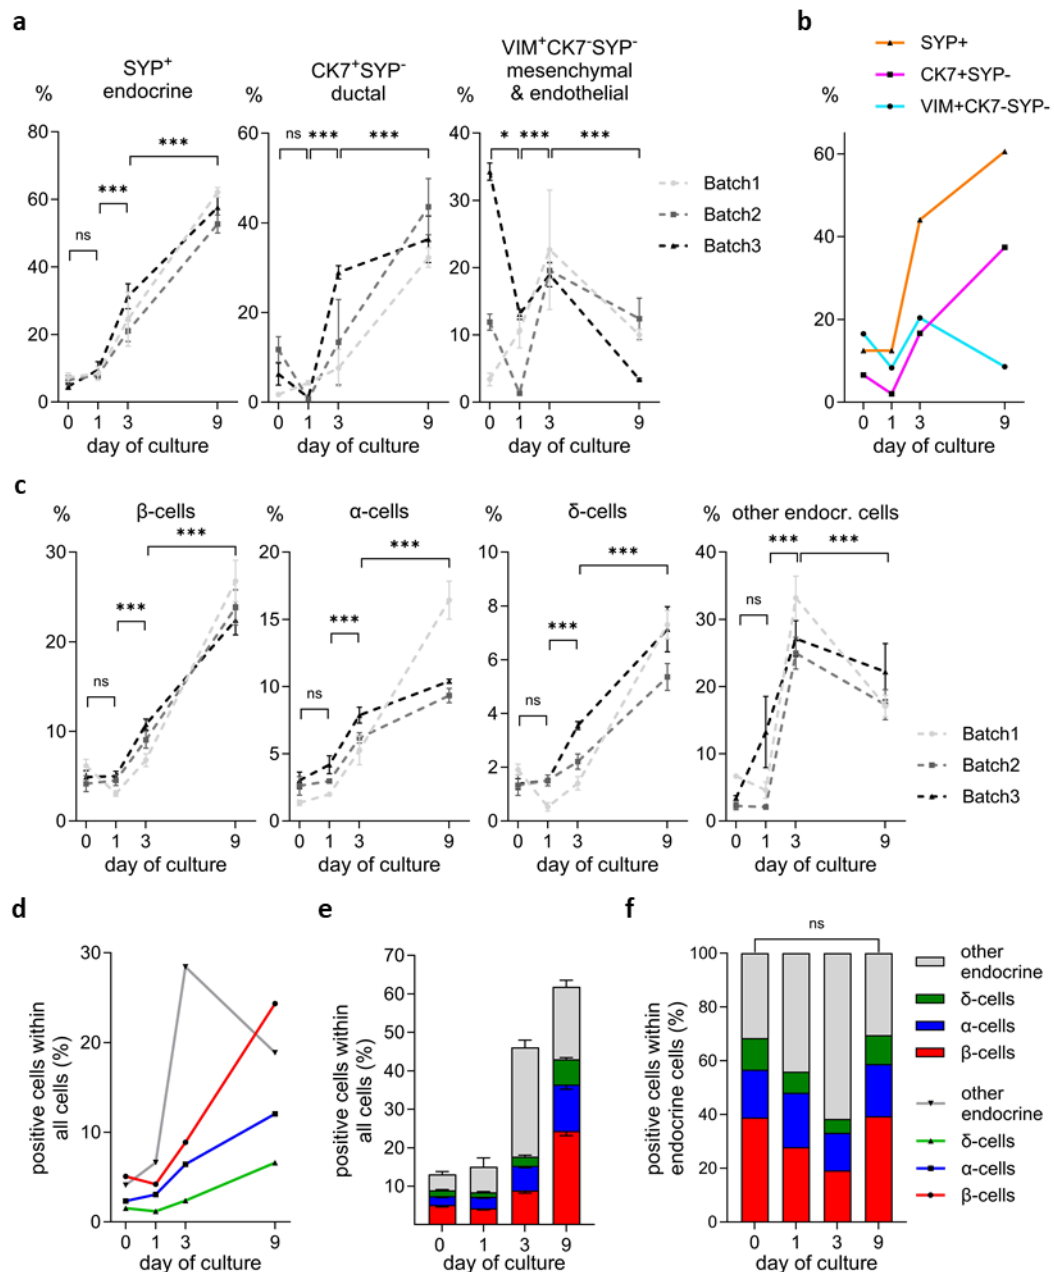 a
SYP⁺
endocrine
%
80
60
40
20
0
ns
***
***
0 1 3 9
day of culture
CK7⁺SYP⁻
ductal
%
60
40
20
0
ns
***
***
0 1 3 9
day of culture
VIM⁺CK7⁻SYP⁻
mesenchymal
& endothelial
%
40
30
20
10
0
*
***
***
0 1 3 9
day of culture
Batch1
Batch2
Batch3
b
SYP+
CK7+SYP-
VIM+CK7-SYP-
%
60
40
20
0
0 1 3 9
day of culture
c
β-cells
%
30
20
10
0
ns
***
***
0 1 3 9
day of culture
α-cells
%
20
15
10
5
0
ns
***
***
0 1 3 9
day of culture
δ-cells
%
10
8
6
4
2
0
ns
***
***
0 1 3 9
day of culture
other endocr. cells
%
40
30
20
10
0
ns
***
***
0 1 3 9
day of culture
Batch1
Batch2
Batch3
d
positive cells within
all cells (%)
30
20
10
0
0 1 3 9
day of culture
e
positive cells within
all cells (%)
70
60
50
40
30
20
10
0 1 3 9
day of culture
f
positive cells within
endocrine cells (%)
ns
100
80
60
40
20
0
0 1 3 9
day of culture
other
endocrine
δ-cells
α-cells
β-cells
other
endocrine
δ-cells
α-cells
β-cells